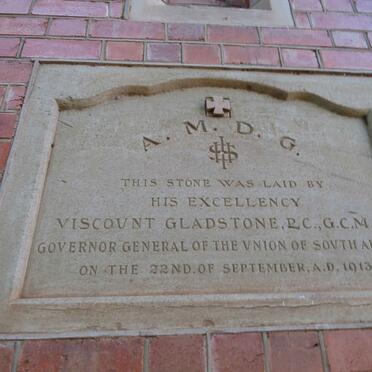 A. M. D. G.
IHS
THIS STONE WAS LAID BY
HIS EXCELLENCY
VISCOUNT GLADSTONE, P.C., G.C.M.
GOVERNOR GENERAL OF THE VNION OF SOUTH A
ON THE 22ND. OF SEPTEMBER, A.D. 1913